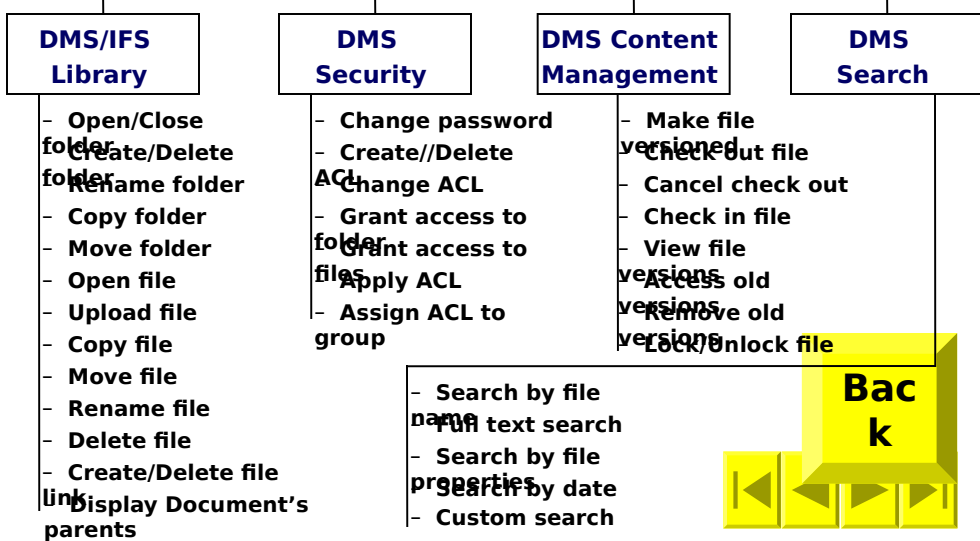 DMS/IFS
Library
– Open/Close
folder
– Create/Delete
folder
– Rename folder
– Copy folder
– Move folder
– Open file
– Upload file
– Copy file
– Move file
– Rename file
– Delete file
– Create/Delete file
link
– Display Document’s
parents
DMS
Security
– Change password
– Create//Delete
ACL
– Change ACL
– Grant access to
folder
– Grant access to
files
– Apply ACL
– Assign ACL to
group
DMS Content
Management
– Make file
versioned
– Check out file
– Cancel check out
– Check in file
– View file
versions
– Access old
versions
– Remove old
versions
– Lock/Unlock file
DMS
Search
– Search by file
name
– Full text search
– Search by file
properties
– Search by date
– Custom search
Bac
k